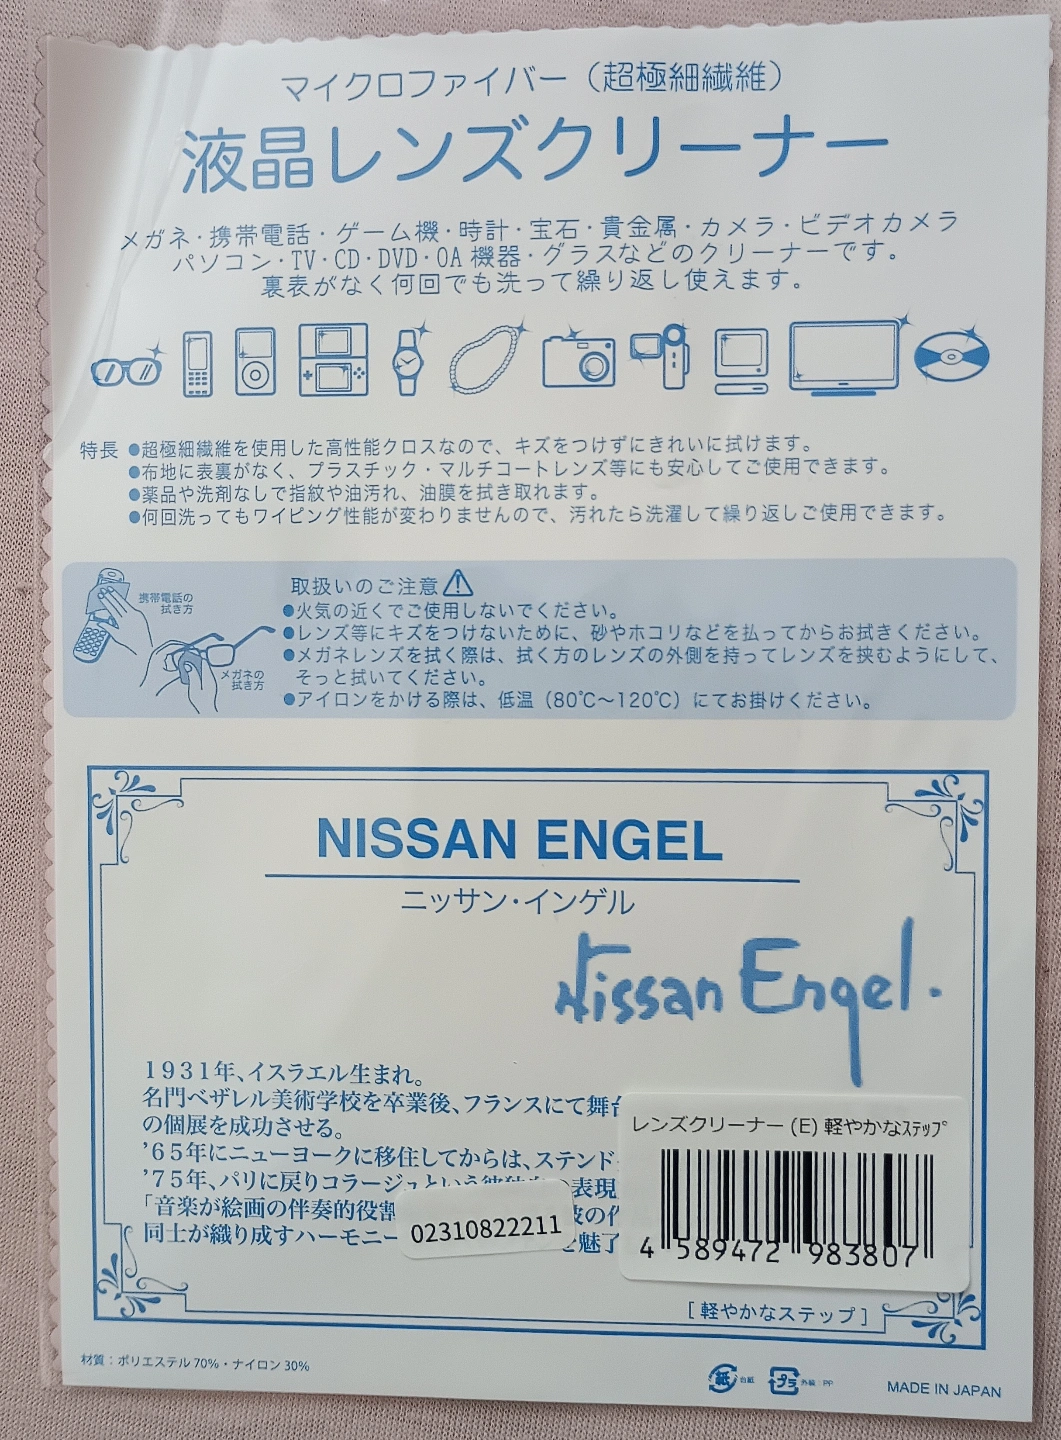 マイクロファイバー（超極細繊維）
液晶レンズクリーナー
メガネ・携帯電話・ゲーム機・時計・宝石・貴金属・カメラ・ビデオカメラ
パソコン・TV・CD・DVD・OA機器・グラスなどのクリーナーです。
裏表がなく何回でも洗って繰り返し使えます。
特長 ●超極細繊維を使用した高性能クロスなので、キズをつけずにきれいに拭けます。
●布地に表裏がなく、プラスチック・マルチコートレンズ等にも安心してご使用できます。
●薬品や洗剤なしで指紋や油汚れ、油膜を拭き取れます。
●何回洗ってもワイピング性能が変わりませんので、汚れたら洗濯して繰り返しご使用できます。
携帯電話の
拭き方
メガネの
拭き方
取扱いのご注意
●火気の近くでご使用しないでください。
●レンズ等にキズをつけないために、砂やホコリなどを払ってからお拭きください。
●メガネレンズを拭く際は、拭く方のレンズの外側を持ってレンズを挟むようにして、
そっと拭いてください。
●アイロンをかける際は、低温（80℃～120℃）にてお掛けください。
NISSAN ENGEL
ニッサン・インゲル
Nissan Engel.
1931年、イスラエル生まれ。
名門ベザレル美術学校を卒業後、フランスにて舞台
の個展を成功させる。
'65年にニューヨークに移住してからは、ステンド
'75年、パリに戻りコラージュという彼独自の表現
「音楽が絵画の伴奏的役割 彼の作
同士が織り成すハーモニー を魅了
02310822211
レンズクリーナー (E) 軽やかなステップ
4 589472 983807
[ 軽やかなステップ ]
材質：ポリエステル70%・ナイロン30%
紙 台紙 プラ 外袋：PP
MADE IN JAPAN